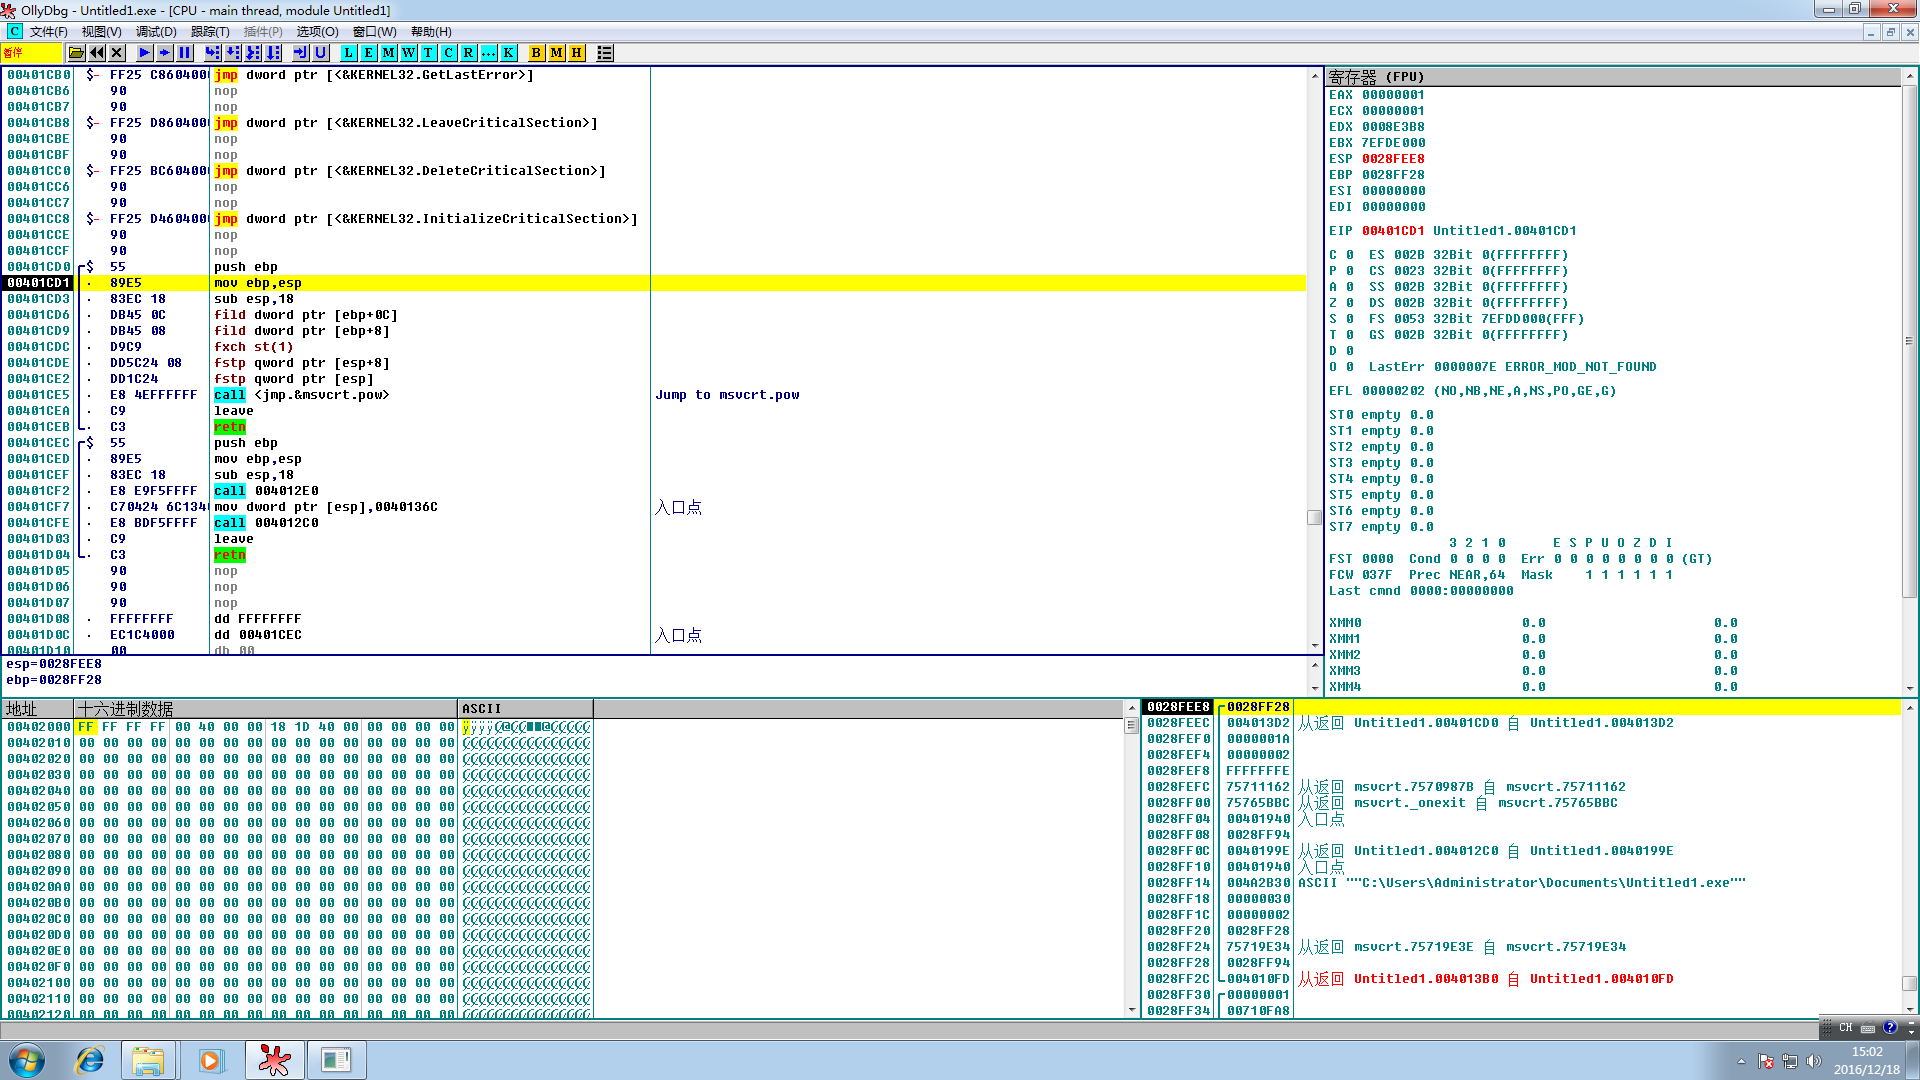 OllyDbg - Untitled1.exe - [CPU - main thread, module Untitled1]
C 文件(F) 视图(V) 调试(D) 跟踪(T) 插件(P) 选项(O) 窗口(W) 帮助(H)
暂停 L E M W T C R ... K B M H
00401CB0 $- FF25 C8604000 jmp dword ptr [<&KERNEL32.GetLastError>]
00401CB6 90 nop
00401CB7 90 nop
00401CB8 $- FF25 D8604000 jmp dword ptr [<&KERNEL32.LeaveCriticalSection>]
00401CBE 90 nop
00401CBF 90 nop
00401CC0 $- FF25 BC604000 jmp dword ptr [<&KERNEL32.DeleteCriticalSection>]
00401CC6 90 nop
00401CC7 90 nop
00401CC8 $- FF25 D4604000 jmp dword ptr [<&KERNEL32.InitializeCriticalSection>]
00401CCE 90 nop
00401CCF 90 nop
00401CD0 $ 55 push ebp
00401CD1 . 89E5 mov ebp,esp
00401CD3 . 83EC 18 sub esp,18
00401CD6 . DB45 0C fild dword ptr [ebp+0C]
00401CD9 . DB45 08 fild dword ptr [ebp+8]
00401CDC . D9C9 fxch st(1)
00401CDE . DD5C24 08 fstp qword ptr [esp+8]
00401CE2 . DD1C24 fstp qword ptr [esp]
00401CE5 . E8 4EFFFFFF call <jmp.&msvcrt.pow> Jump to msvcrt.pow
00401CEA . C9 leave
00401CEB . C3 retn
00401CEC $ 55 push ebp
00401CED . 89E5 mov ebp,esp
00401CEF . 83EC 18 sub esp,18
00401CF2 . E8 E9F5FFFF call 004012E0
00401CF7 . C70424 6C134 mov dword ptr [esp],0040136C 入口点
00401CFE . E8 BDF5FFFF call 004012C0
00401D03 . C9 leave
00401D04 . C3 retn
00401D05 90 nop
00401D06 90 nop
00401D07 90 nop
00401D08 . FFFFFFFF dd FFFFFFFF
00401D0C . EC1C4000 dd 00401CEC 入口点
00401D10 00 db 00
esp=0028FEE8
ebp=0028FF28
寄存器 (FPU)
EAX 00000001
ECX 00000001
EDX 0008E3B8
EBX 7EFDE000
ESP 0028FEE8
EBP 0028FF28
ESI 00000000
EDI 00000000
EIP 00401CD1 Untitled1.00401CD1
C 0 ES 002B 32Bit 0(FFFFFFFF)
P 0 CS 0023 32Bit 0(FFFFFFFF)
A 0 SS 002B 32Bit 0(FFFFFFFF)
Z 0 DS 002B 32Bit 0(FFFFFFFF)
S 0 FS 0053 32Bit 7EFDD000(FFF)
T 0 GS 002B 32Bit 0(FFFFFFFF)
D 0
O 0 LastErr 0000007E ERROR_MOD_NOT_FOUND
EFL 00000202 (NO,NB,NE,A,NS,PO,GE,G)
ST0 empty 0.0
ST1 empty 0.0
ST2 empty 0.0
ST3 empty 0.0
ST4 empty 0.0
ST5 empty 0.0
ST6 empty 0.0
ST7 empty 0.0
3 2 1 0 E S P U O Z D I
FST 0000 Cond 0 0 0 0 Err 0 0 0 0 0 0 0 0 (GT)
FCW 037F Prec NEAR,64 Mask 1 1 1 1 1 1
Last cmnd 0000:00000000
XMM0 0.0 0.0
XMM1 0.0 0.0
XMM2 0.0 0.0
XMM3 0.0 0.0
XMM4 0.0 0.0
地址 十六进制数据 ASCII
00402000 FF FF FF FF 00 40 00 00 18 1D 40 00 00 00 00 00
00402010 00 00 00 00 00 00 00 00 00 00 00 00 00 00 00 00
00402020 00 00 00 00 00 00 00 00 00 00 00 00 00 00 00 00
00402030 00 00 00 00 00 00 00 00 00 00 00 00 00 00 00 00
00402040 00 00 00 00 00 00 00 00 00 00 00 00 00 00 00 00
00402050 00 00 00 00 00 00 00 00 00 00 00 00 00 00 00 00
00402060 00 00 00 00 00 00 00 00 00 00 00 00 00 00 00 00
00402070 00 00 00 00 00 00 00 00 00 00 00 00 00 00 00 00
00402080 00 00 00 00 00 00 00 00 00 00 00 00 00 00 00 00
00402090 00 00 00 00 00 00 00 00 00 00 00 00 00 00 00 00
004020A0 00 00 00 00 00 00 00 00 00 00 00 00 00 00 00 00
004020B0 00 00 00 00 00 00 00 00 00 00 00 00 00 00 00 00
004020C0 00 00 00 00 00 00 00 00 00 00 00 00 00 00 00 00
004020D0 00 00 00 00 00 00 00 00 00 00 00 00 00 00 00 00
004020E0 00 00 00 00 00 00 00 00 00 00 00 00 00 00 00 00
004020F0 00 00 00 00 00 00 00 00 00 00 00 00 00 00 00 00
00402100 00 00 00 00 00 00 00 00 00 00 00 00 00 00 00 00
00402110 00 00 00 00 00 00 00 00 00 00 00 00 00 00 00 00
00402120 00 00 00 00 00 00 00 00 00 00 00 00 00 00 00 00
0028FEE8 0028FF28
0028FEEC 004013D2 从返回 Untitled1.00401CD0 自 Untitled1.004013D2
0028FEF0 0000001A
0028FEF4 00000002
0028FEF8 FFFFFFFE
0028FEFC 75711162 从返回 msvcrt.7570987B 自 msvcrt.75711162
0028FF00 75765BBC 从返回 msvcrt._onexit 自 msvcrt.75765BBC
0028FF04 00401940 入口点
0028FF08 0028FF94
0028FF0C 0040199E 从返回 Untitled1.004012C0 自 Untitled1.0040199E
0028FF10 00401940 入口点
0028FF14 004A2B30 ASCII ""C:\Users\Administrator\Documents\Untitled1.exe""
0028FF18 00000030
0028FF1C 00000002
0028FF20 0028FF28
0028FF24 75719E34 从返回 msvcrt.75719E3E 自 msvcrt.75719E34
0028FF28 0028FF94
0028FF2C 004010FD 从返回 Untitled1.004013B0 自 Untitled1.004010FD
0028FF30 00000001
0028FF34 00710FA8
CH
15:02
2016/12/18